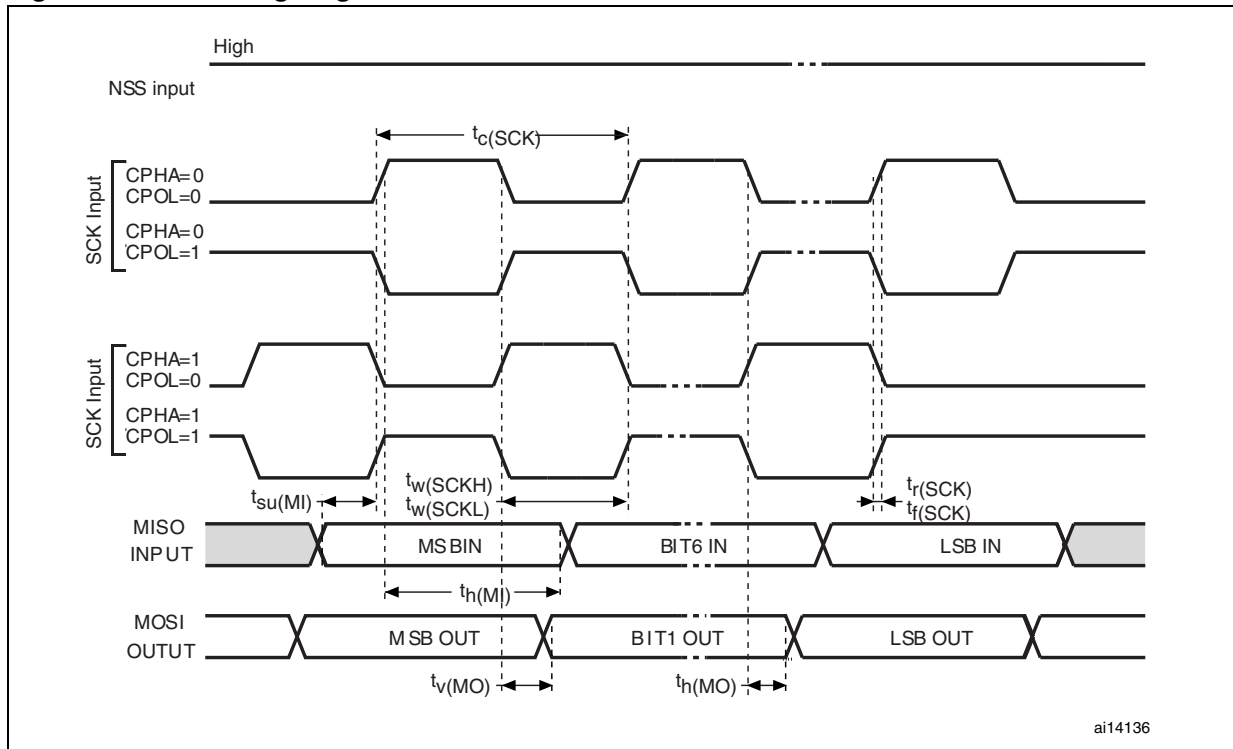 High
NSS input
tc(SCK)
SCK Input
CPHA=0
CPOL=0
CPHA=0
CPOL=1
SCK Input
CPHA=1
CPOL=0
CPHA=1
CPOL=1
tsu(MI)
tw(SCKH)
tw(SCKL)
tr(SCK)
tf(SCK)
MISO
INPUT
MSBIN
BIT6 IN
LSB IN
th(MI)
MOSI
OUTUT
MSB OUT
BIT1 OUT
LSB OUT
tv(MO)
th(MO)
ai14136